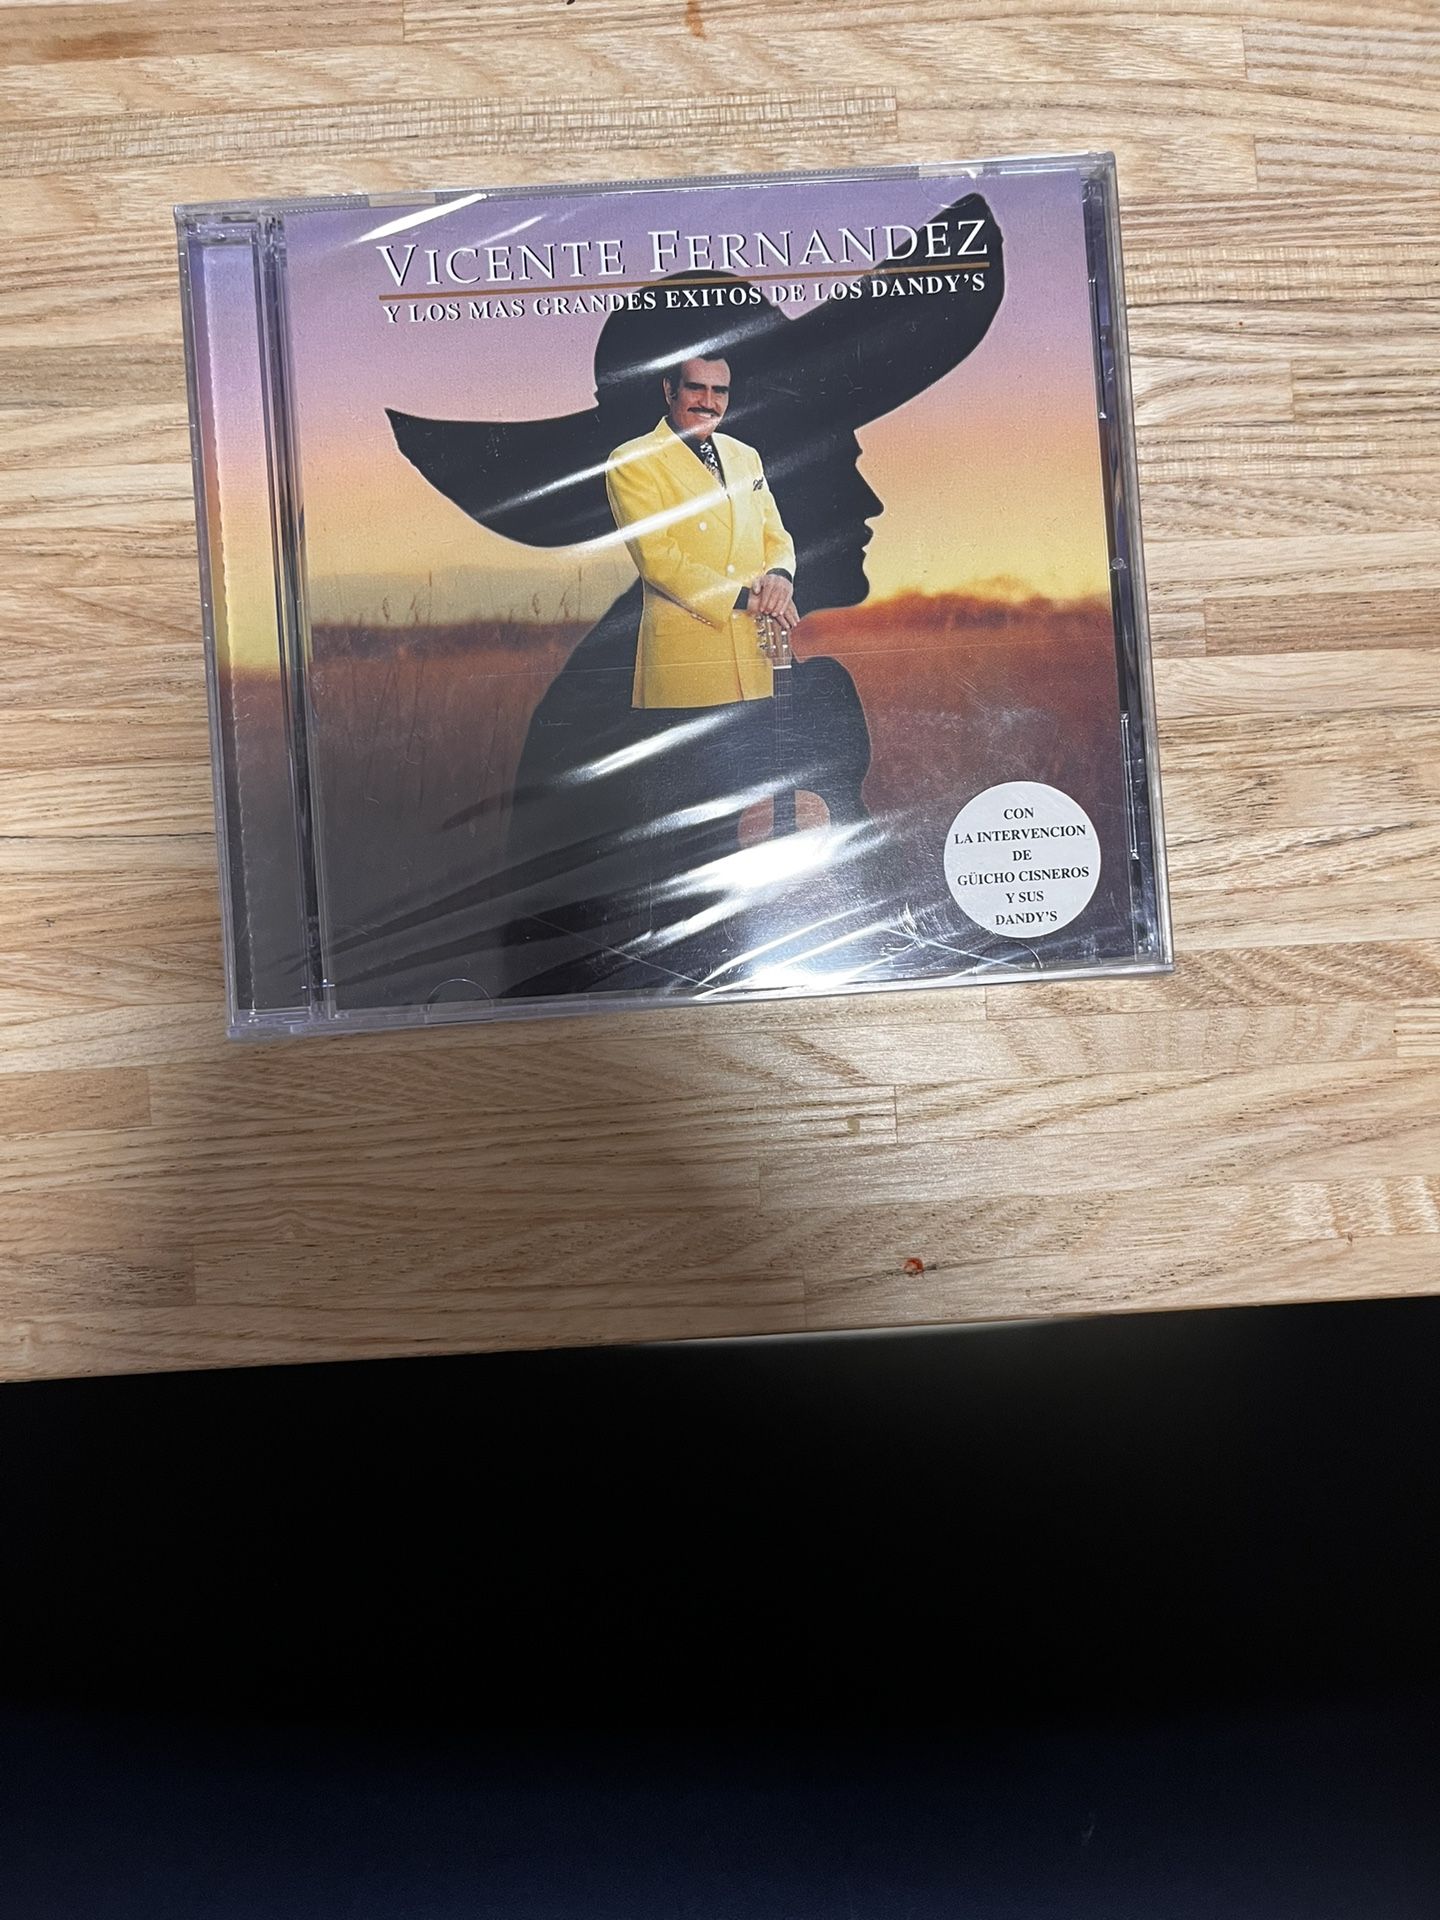 VICENTE FERNANDEZ
Y LOS MAS GRANDES EXITOS DE LOS DANDY'S
CON
LA INTERVENCION
DE
GÜICHO CISNEROS
Y SUS
DANDY'S